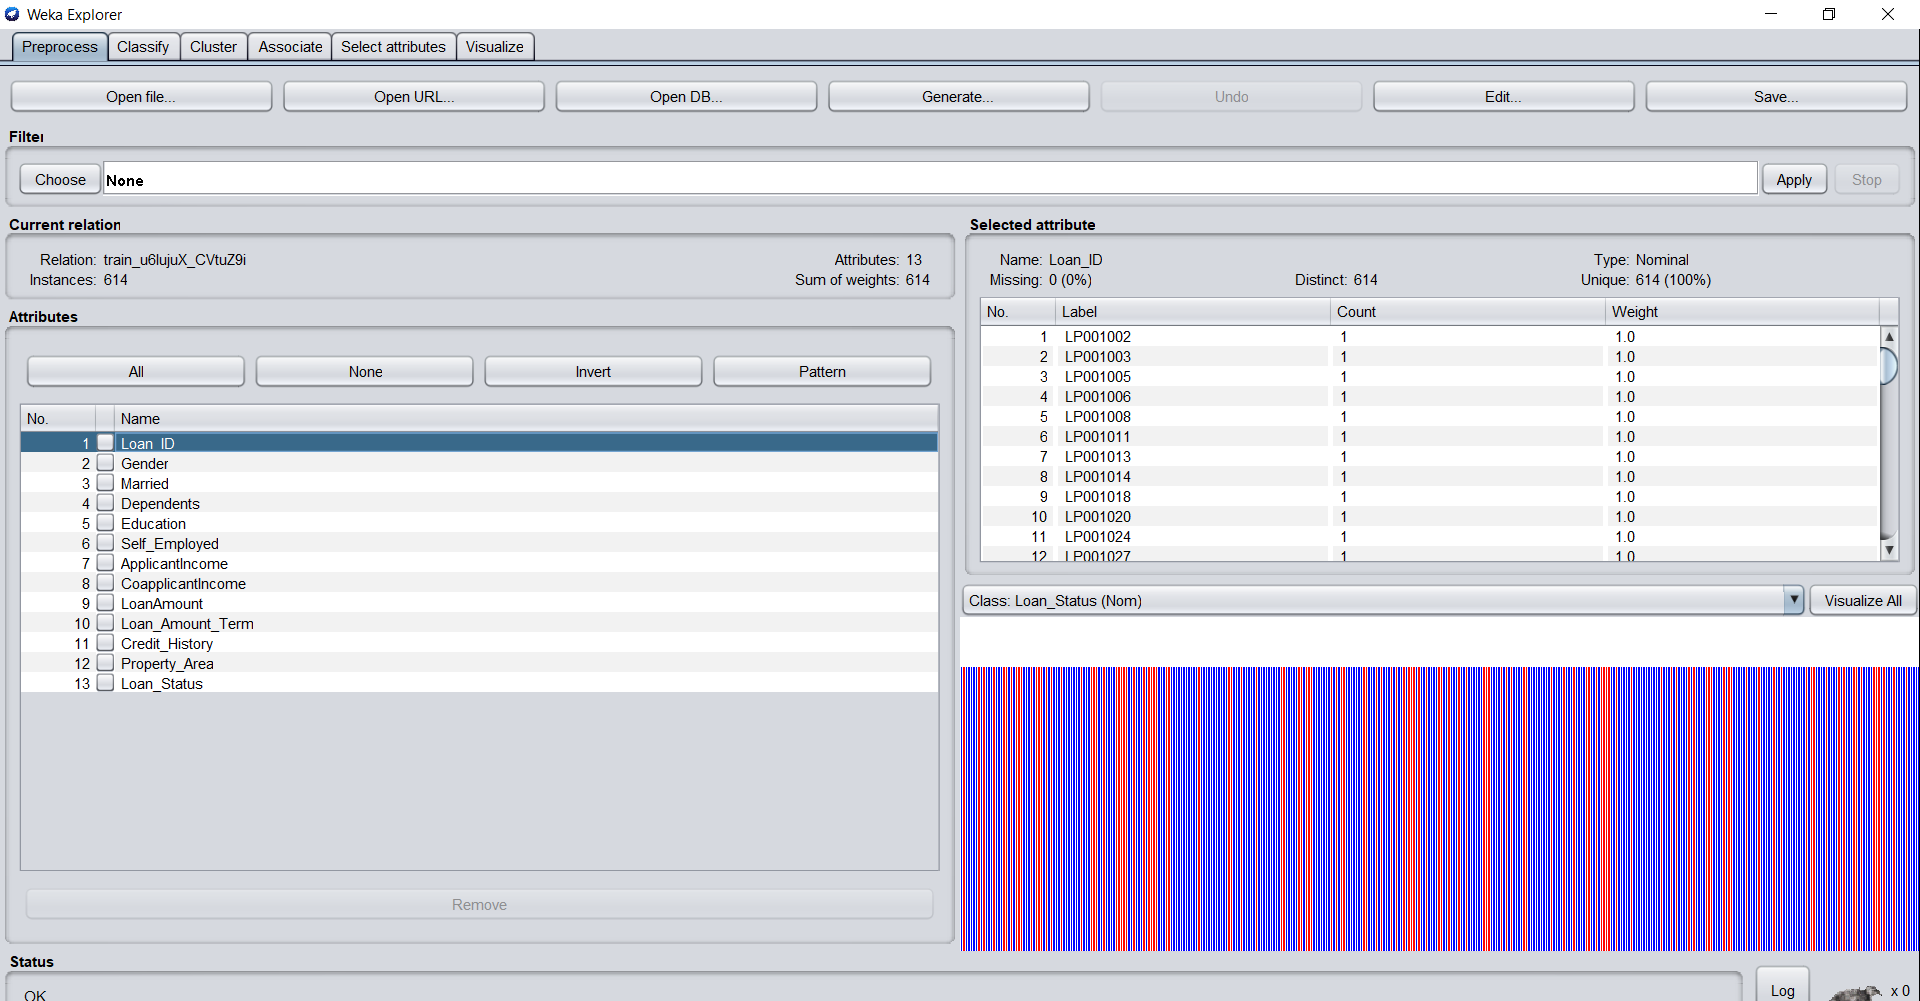 Weka Explorer
Preprocess Classify Cluster Associate Select attributes Visualize
Open file... Open URL... Open DB... Generate... Undo Edit... Save...
Filter
Choose None Apply Stop
Current relation
Relation: train_u6lujuX_CVtuZ9i Attributes: 13
Instances: 614 Sum of weights: 614
Attributes
All None Invert Pattern
No. Name
1 Loan_ID
2 Gender
3 Married
4 Dependents
5 Education
6 Self_Employed
7 ApplicantIncome
8 CoapplicantIncome
9 LoanAmount
10 Loan_Amount_Term
11 Credit_History
12 Property_Area
13 Loan_Status
Remove
Selected attribute
Name: Loan_ID Type: Nominal
Missing: 0 (0%) Distinct: 614 Unique: 614 (100%)
No. Label Count Weight
1 LP001002 1 1.0
2 LP001003 1 1.0
3 LP001005 1 1.0
4 LP001006 1 1.0
5 LP001008 1 1.0
6 LP001011 1 1.0
7 LP001013 1 1.0
8 LP001014 1 1.0
9 LP001018 1 1.0
10 LP001020 1 1.0
11 LP001024 1 1.0
12 LP001027 1 1.0
Class: Loan_Status (Nom) Visualize All
Status
OK Log x 0